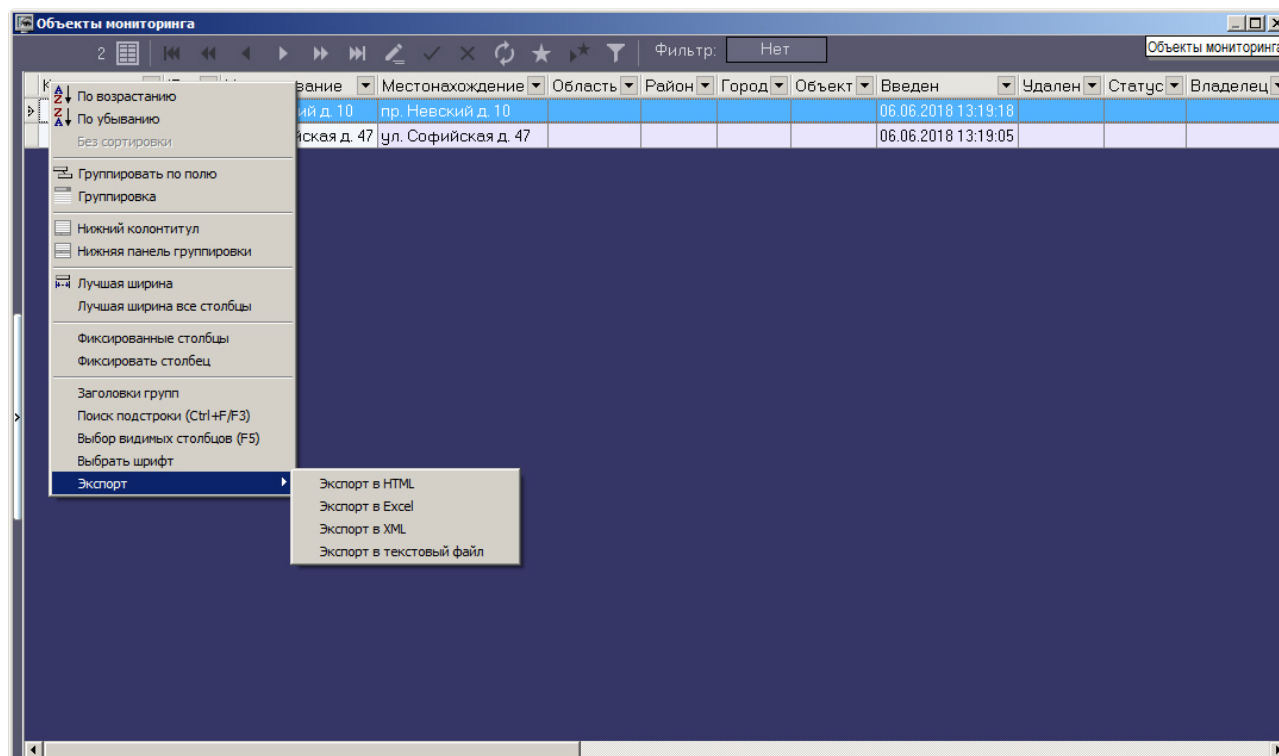 Объекты мониторинга
2 Фильтр: Нет
Объекты мониторинга
Местонахождение Область Район Город Объект Введен Удален Статус Владелец
д. 10 пр. Невский д. 10 06.06.2018 13:19:18
д. 47 ул. Софийская д. 47 06.06.2018 13:19:05
По возрастанию
По убыванию
Без сортировки
Группировать по полю
Группировка
Нижний колонтитул
Нижняя панель группировки
Лучшая ширина
Лучшая ширина все столбцы
Фиксированные столбцы
Фиксировать столбец
Заголовки групп
Поиск подстроки (Ctrl+F/F3)
Выбор видимых столбцов (F5)
Выбрать шрифт
Экспорт
Экспорт в HTML
Экспорт в Excel
Экспорт в XML
Экспорт в текстовый файл